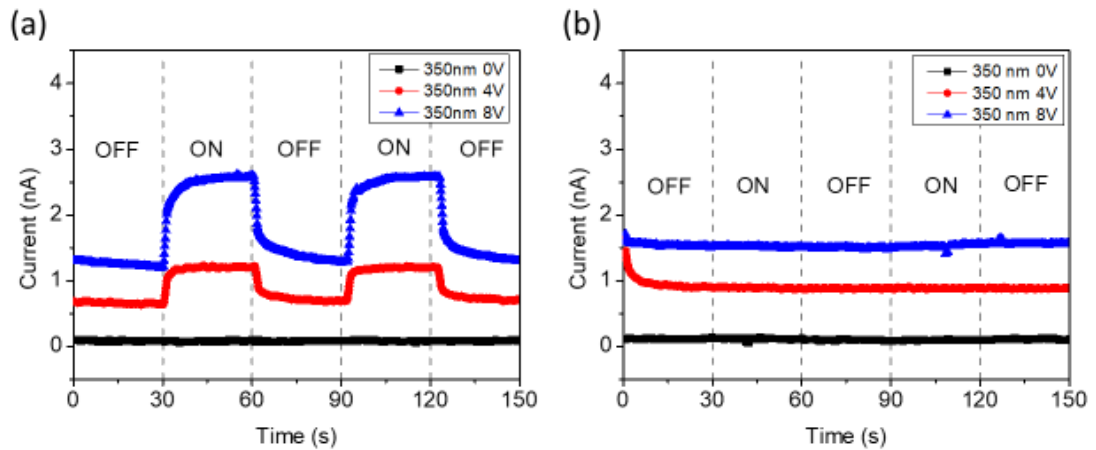 (a)
350nm 0V
350nm 4V
350nm 8V
OFF ON OFF ON OFF
4
3
2
1
0
Current (nA)
0 30 60 90 120 150
Time (s)
(b)
350 nm 0V
350 nm 4V
350 nm 8V
OFF ON OFF ON OFF
4
3
2
1
0
Current (nA)
0 30 60 90 120 150
Time (s)